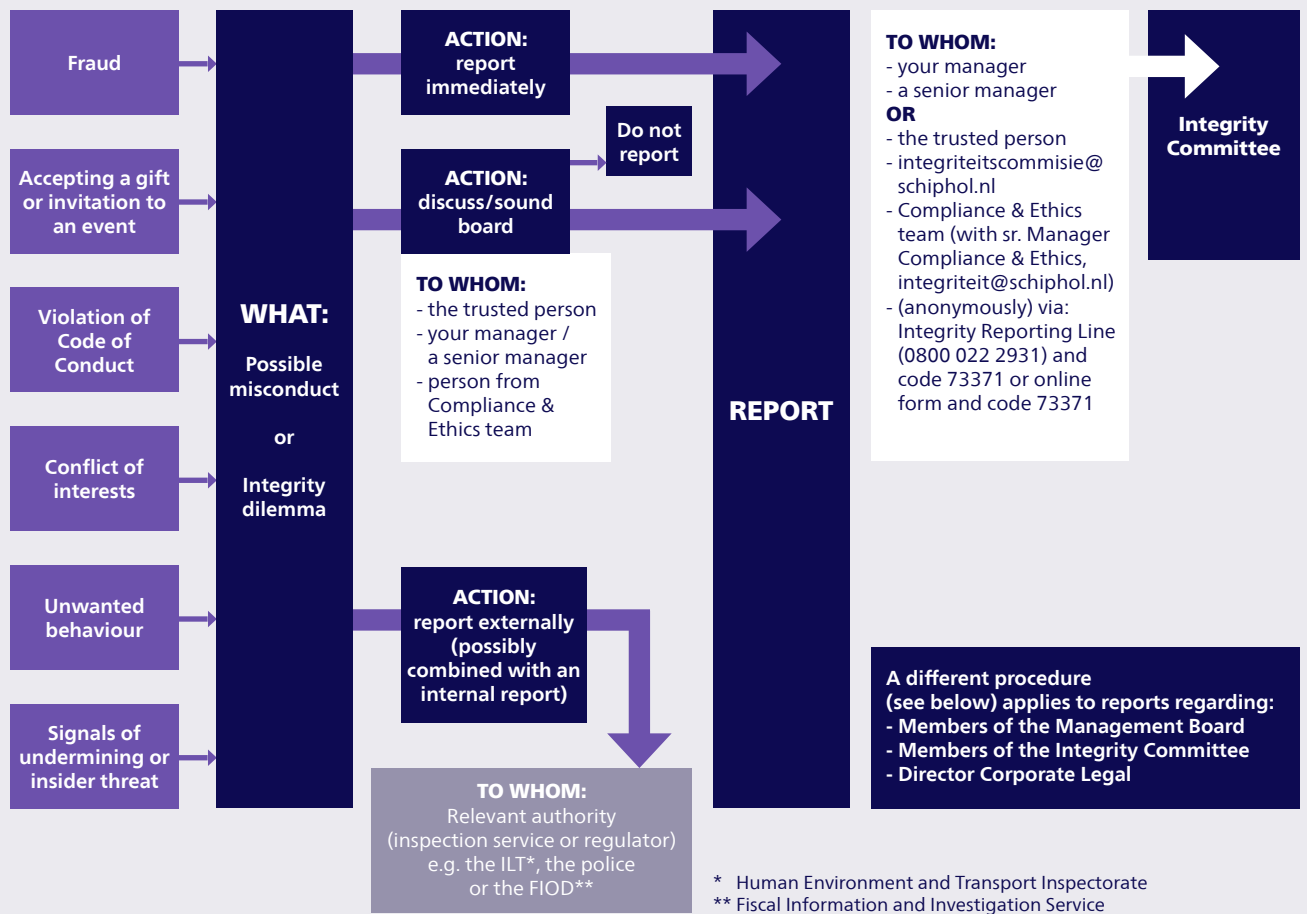 Fraud
Accepting a gift
or invitation to
an event
Violation of
Code of
Conduct
Conflict of
interests
Unwanted
behaviour
Signals of
undermining or
insider threat
WHAT:
Possible
misconduct
or
Integrity
dilemma
ACTION:
report
immediately
Do not
report
ACTION:
discuss/sound
board
TO WHOM:
- the trusted person
- your manager /
a senior manager
- person from
Compliance &
Ethics team
ACTION:
report externally
(possibly
combined with an
internal report)
TO WHOM:
Relevant authority
(inspection service or regulator)
e.g. the ILT*, the police
or the FIOD**
REPORT
TO WHOM:
- your manager
- a senior manager
OR
- the trusted person
- integriteitscommisie@
schiphol.nl
- Compliance & Ethics
team (with sr. Manager
Compliance & Ethics,
integriteit@schiphol.nl)
- (anonymously) via:
Integrity Reporting Line
(0800 022 2931) and
code 73371 or online
form and code 73371
Integrity
Committee
A different procedure
(see below) applies to reports regarding:
- Members of the Management Board
- Members of the Integrity Committee
- Director Corporate Legal
* Human Environment and Transport Inspectorate
** Fiscal Information and Investigation Service